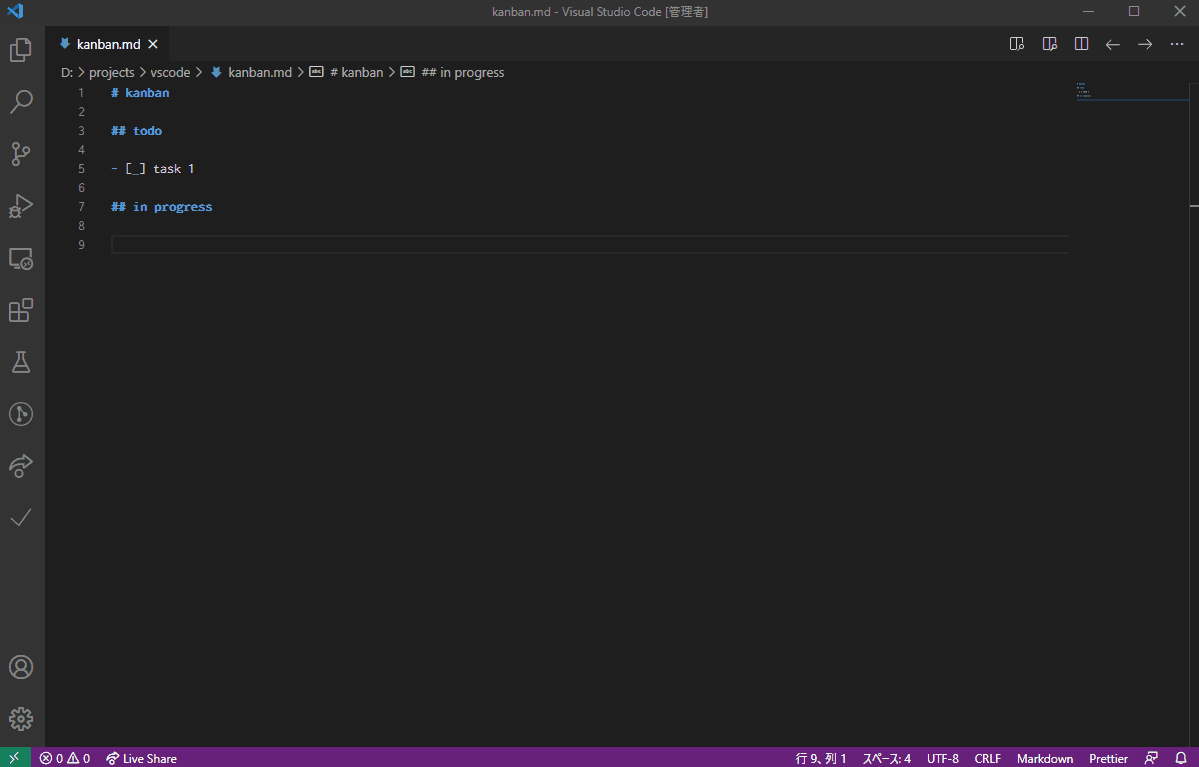 kanban.md - Visual Studio Code [管理者]
kanban.md
D: > projects > vscode > kanban.md > # kanban > ## in progress
1 # kanban
2
3 ## todo
4
5 - [_] task 1
6
7 ## in progress
8
9
0 0 Live Share 行 9、列 1 スペース: 4 UTF-8 CRLF Markdown Prettier